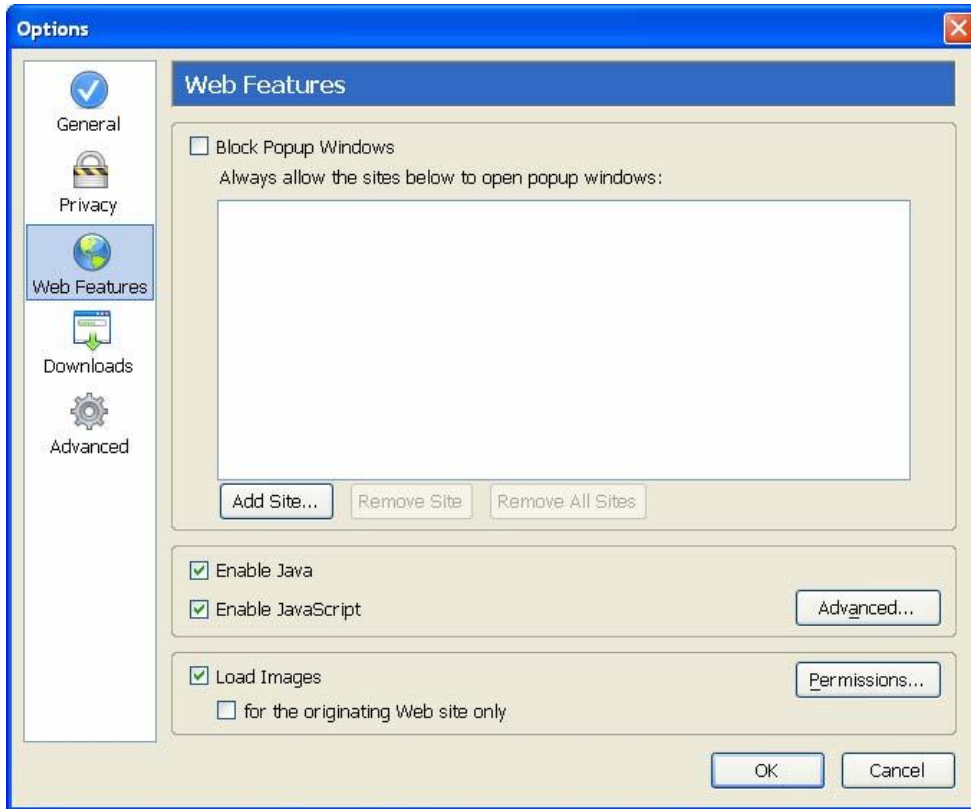 Options
General
Privacy
Web Features
Downloads
Advanced
Web Features
Block Popup Windows
Always allow the sites below to open popup windows:
Add Site...
Remove Site
Remove All Sites
Enable Java
Enable JavaScript
Advanced...
Load Images
Permissions...
for the originating Web site only
OK
Cancel